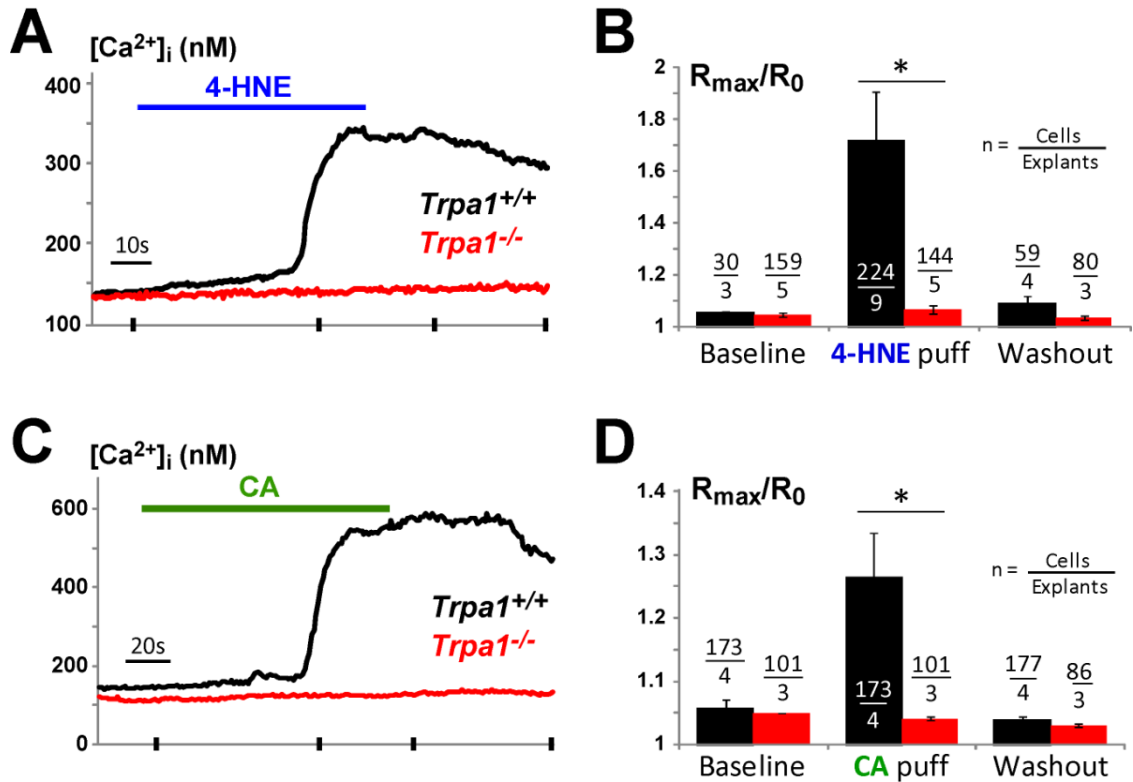 A
[Ca²⁺]ᵢ (nM)
400
300
200
100
4-HNE
Trpa1⁺/⁺
Trpa1⁻/⁻
10s
B
Rmax/R0
2
1.8
1.6
1.4
1.2
1
n = Cells
Explants
30
3
159
5
224
9
144
5
59
4
80
3
Baseline
4-HNE puff
Washout
*
C
[Ca²⁺]ᵢ (nM)
600
400
200
0
CA
Trpa1⁺/⁺
Trpa1⁻/⁻
20s
D
Rmax/R0
1.4
1.3
1.2
1.1
1
n = Cells
Explants
173
4
101
3
173
4
101
3
177
4
86
3
Baseline
CA puff
Washout
*